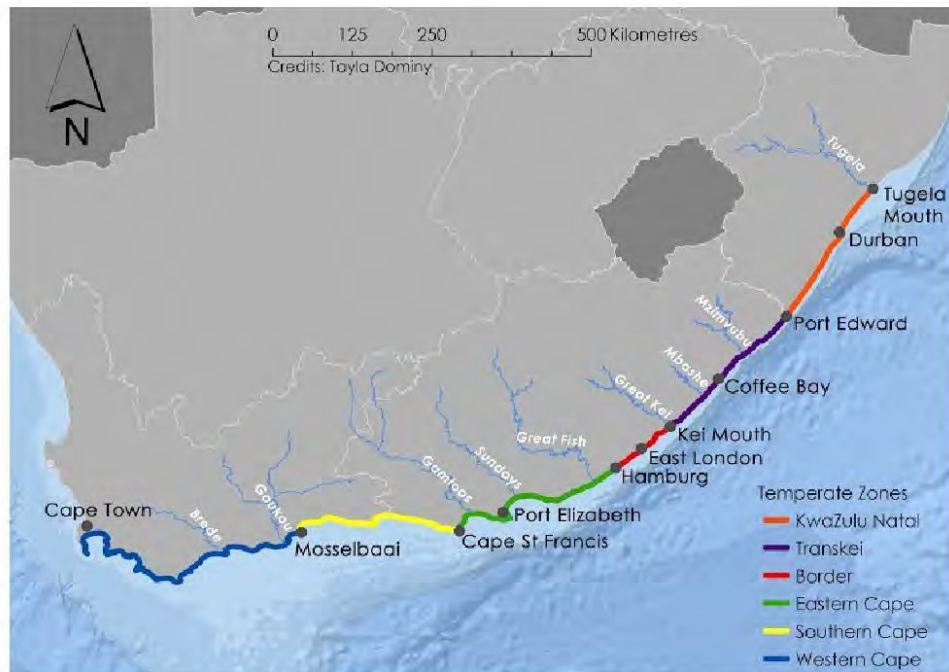 0 125 250 500 Kilometres
Credits: Tayla Dominy
N
Tugela
Tugela
Mouth
Durban
Port Edward
Mzimvubu
Mbashe
Coffee Bay
Great Kei
Kei Mouth
East London
Hamburg
Great Fish
Sundays
Gamtoos
Port Elizabeth
Cape St Francis
Goukou
Mosselbaai
Brede
Cape Town
Temperate Zones
KwaZulu Natal
Transkei
Border
Eastern Cape
Southern Cape
Western Cape